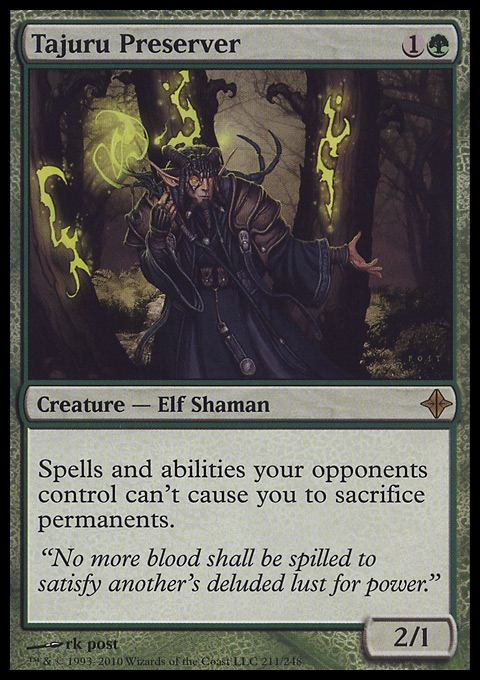 Tajuru Preserver 1
POST
Creature — Elf Shaman
Spells and abilities your opponents
control can't cause you to sacrifice
permanents.
“No more blood shall be spilled to
satisfy another's deluded lust for power.”
2/1
rk post
™ & © 1993–2010 Wizards of the Coast LLC 211/248